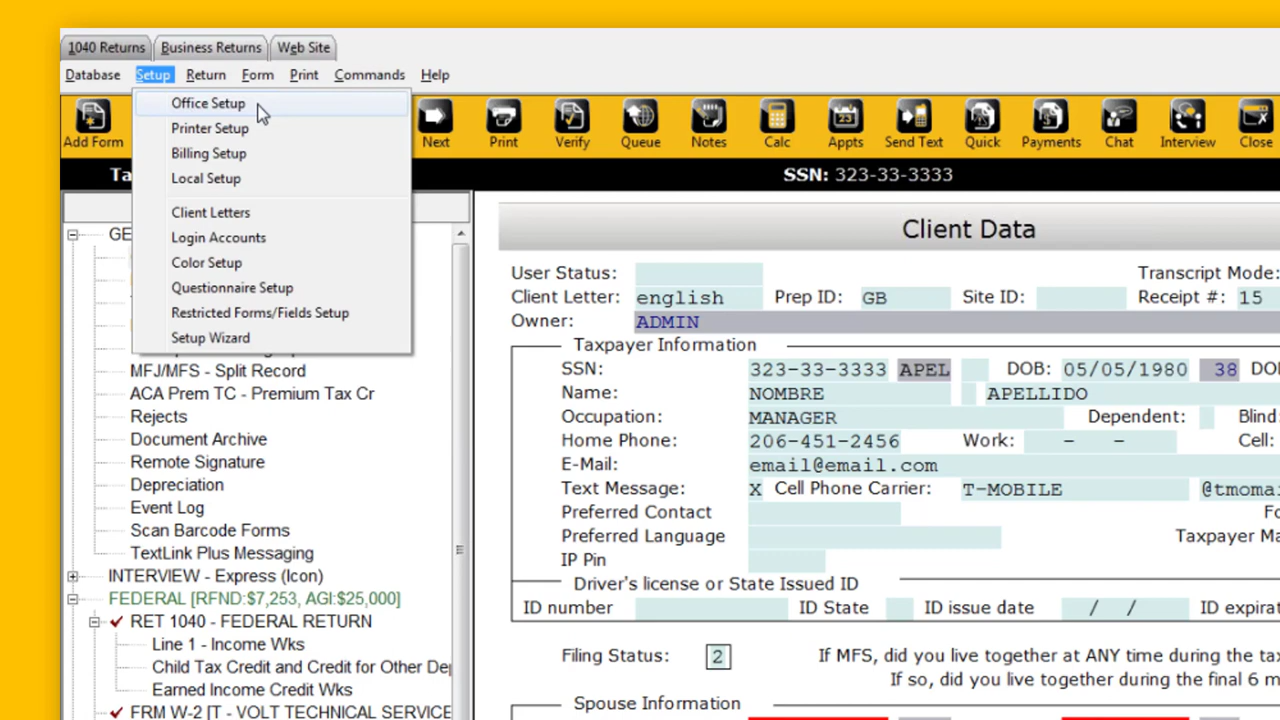 1040 Returns Business Returns Web Site
Database Setup Return Form Print Commands Help
Office Setup
Printer Setup
Billing Setup
Local Setup
Client Letters
Login Accounts
Color Setup
Questionnaire Setup
Restricted Forms/Fields Setup
Setup Wizard
Add Form Next Print Verify Queue Notes Calc Appts Send Text Quick Payments Chat Interview Close
SSN: 323-33-3333
MFJ/MFS - Split Record
ACA Prem TC - Premium Tax Cr
Rejects
Document Archive
Remote Signature
Depreciation
Event Log
Scan Barcode Forms
TextLink Plus Messaging
INTERVIEW - Express (Icon)
FEDERAL [RFND:$7,253, AGI:$25,000]
RET 1040 - FEDERAL RETURN
Line 1 - Income Wks
Child Tax Credit and Credit for Other De
Earned Income Credit Wks
FRM W-2 [T - VOLT TECHNICAL SERVICE
Client Data
User Status: Transcript Mode:
Client Letter: english Prep ID: GB Site ID: Receipt #: 15
Owner: ADMIN
Taxpayer Information
SSN: 323-33-3333 APEL DOB: 05/05/1980 38 DO
Name: NOMBRE APELLIDO
Occupation: MANAGER Dependent: Blind
Home Phone: 206-451-2456 Work: - - Cell:
E-Mail: email@email.com
Text Message: X Cell Phone Carrier: T-MOBILE @tmoma
Preferred Contact Fo
Preferred Language Taxpayer Ma
IP Pin
Driver's license or State Issued ID
ID number ID State ID issue date / / ID expirat
Filing Status: 2 If MFS, did you live together at ANY time during the ta
If so, did you live together during the final 6 m
Spouse Information